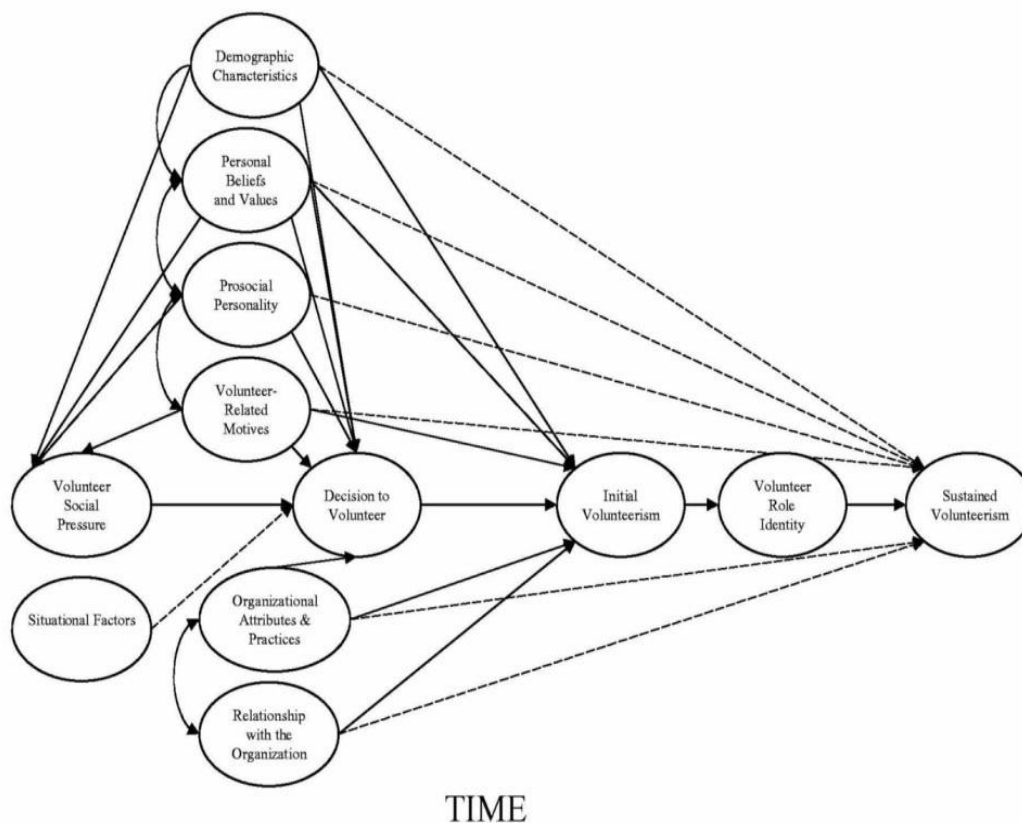 Demographic
Characteristics
Personal
Beliefs
and Values
Prosocial
Personality
Volunteer-
Related
Motives
Volunteer
Social
Pressure
Decision to
Volunteer
Initial
Volunteerism
Volunteer
Role
Identity
Sustained
Volunteerism
Situational Factors
Organizational
Attributes &
Practices
Relationship
with the
Organization
TIME